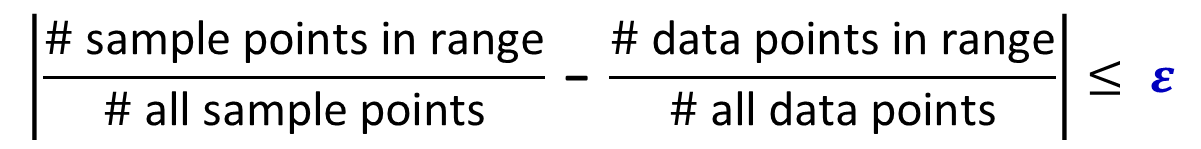 | # sample points in range / # all sample points − # data points in range / # all data points | ≤ ε